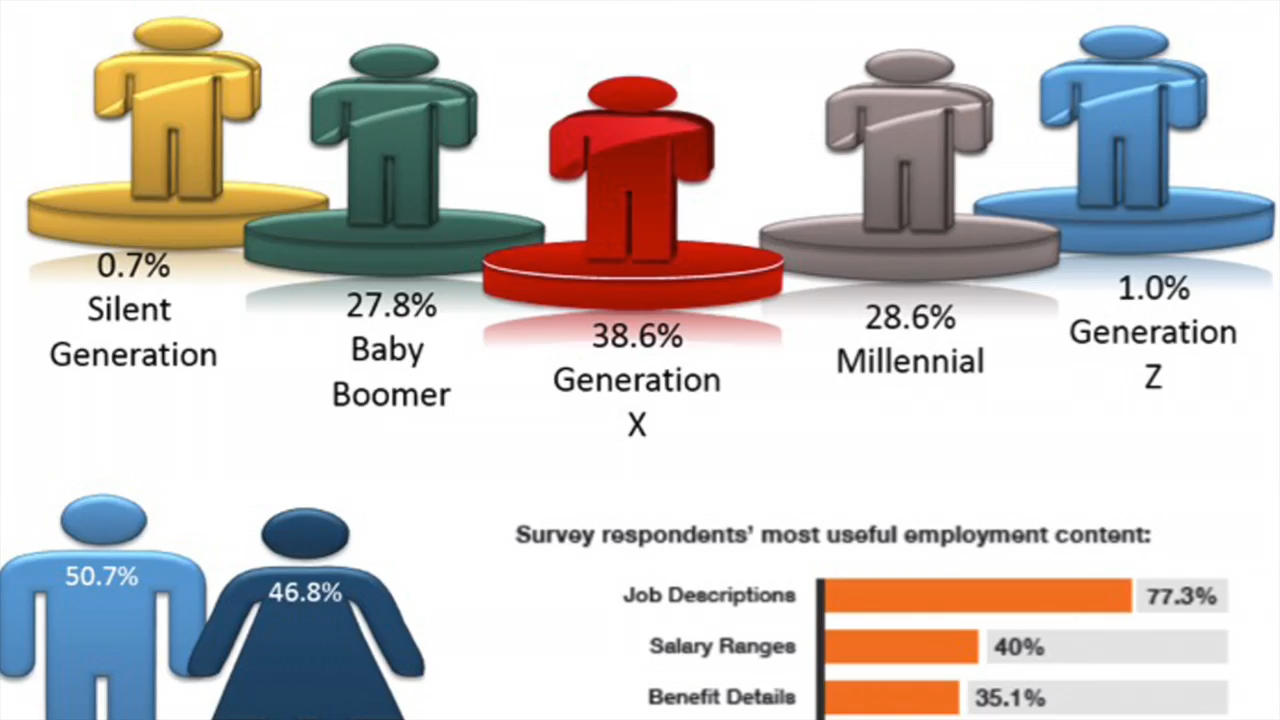 0.7%
Silent
Generation
27.8%
Baby
Boomer
38.6%
Generation
X
28.6%
Millennial
1.0%
Generation
Z
50.7%
46.8%
Survey respondents' most useful employment content:
Job Descriptions 77.3%
Salary Ranges 40%
Benefit Details 35.1%